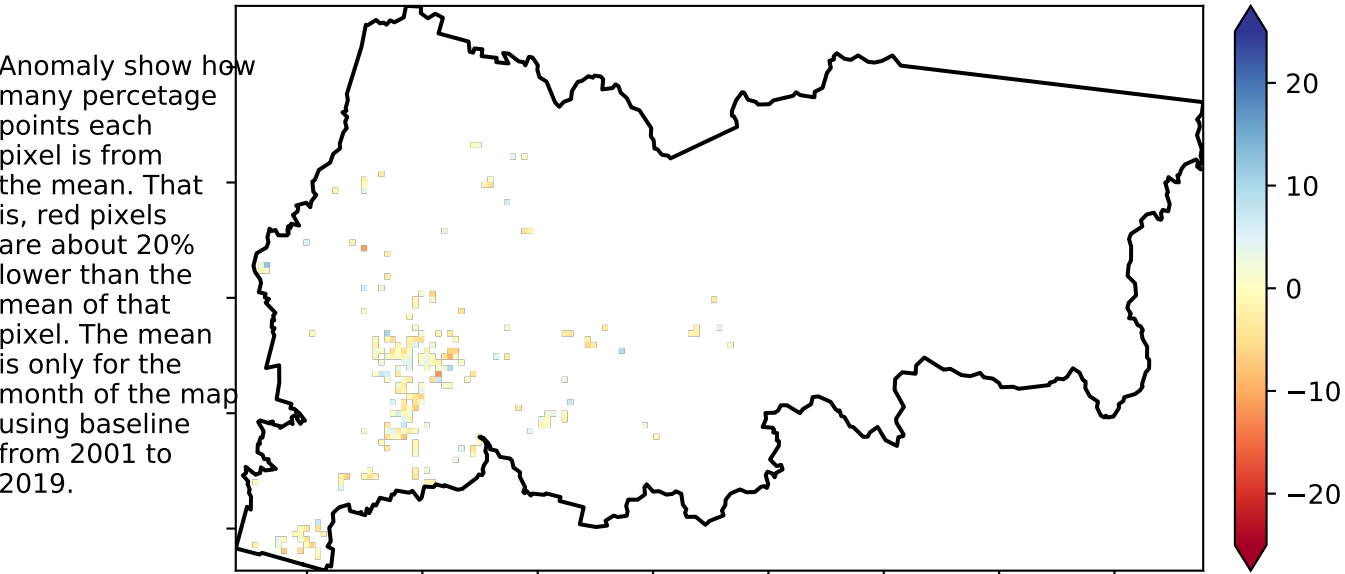 Anomaly show how
many percetage
points each
pixel is from
the mean. That
is, red pixels
are about 20%
lower than the
mean of that
pixel. The mean
is only for the
month of the map
using baseline
from 2001 to
2019.
20
10
0
−10
−20